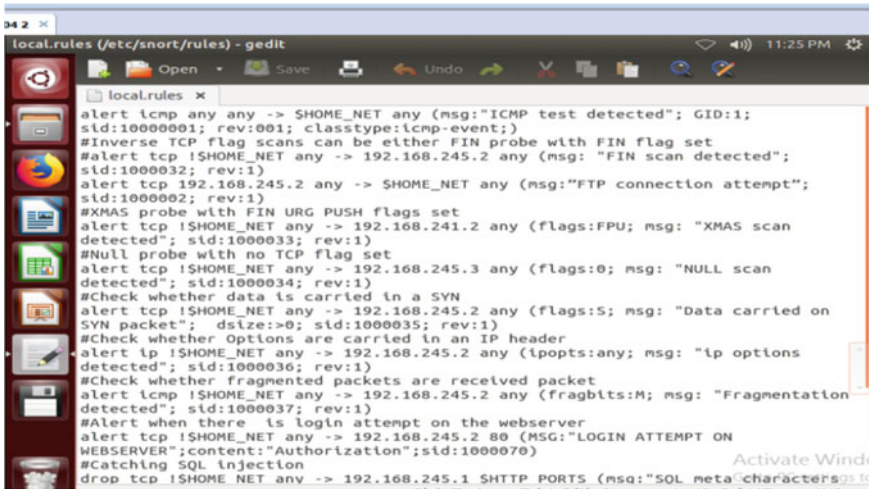 04 2 ×
local.rules (/etc/snort/rules) - gedit 11:25 PM
Open Save Undo
local.rules ×
alert icmp any any -> $HOME_NET any (msg:"ICMP test detected"; GID:1;
sid:10000001; rev:001; classtype:icmp-event;)
#Inverse TCP flag scans can be either FIN probe with FIN flag set
#alert tcp !$HOME_NET any -> 192.168.245.2 any (msg: "FIN scan detected";
sid:1000032; rev:1)
alert tcp 192.168.245.2 any -> $HOME_NET any (msg:“FTP connection attempt”;
sid:1000002; rev:1)
#XMAS probe with FIN URG PUSH flags set
alert tcp !$HOME_NET any -> 192.168.241.2 any (flags:FPU; msg: "XMAS scan
detected"; sid:1000033; rev:1)
#Null probe with no TCP flag set
alert tcp !$HOME_NET any -> 192.168.245.3 any (flags:0; msg: "NULL scan
detected"; sid:1000034; rev:1)
#Check whether data is carried in a SYN
alert tcp !$HOME_NET any -> 192.168.245.2 any (flags:S; msg: "Data carried on
SYN packet";  dsize:>0; sid:1000035; rev:1)
#Check whether Options are carried in an IP header
alert ip !$HOME_NET any -> 192.168.245.2 any (ipopts:any; msg: "ip options
detected"; sid:1000036; rev:1)
#Check whether fragmented packets are received packet
alert icmp !$HOME_NET any -> 192.168.245.2 any (fragbits:M; msg: "Fragmentation
detected"; sid:1000037; rev:1)
#Alert when there  is login attempt on the webserver
alert tcp !$HOME_NET any -> 192.168.245.2 80 (MSG:"LOGIN ATTEMPT ON
WEBSERVER";content:"Authorization";sid:1000070)
Activate Wind
#Catching SQL injection
drop tcp !$HOME_NET any -> 192.168.245.1 $HTTP_PORTS (msg:"SQL metaCharacters